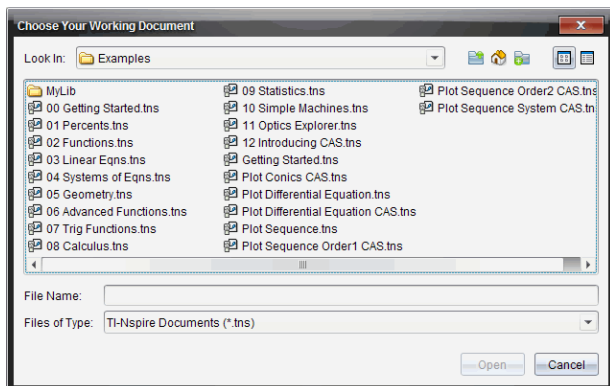 Choose Your Working Document
Look In: Examples
MyLib
00 Getting Started.tns
01 Percents.tns
02 Functions.tns
03 Linear Eqns.tns
04 Systems of Eqns.tns
05 Geometry.tns
06 Advanced Functions.tns
07 Trig Functions.tns
08 Calculus.tns
09 Statistics.tns
10 Simple Machines.tns
11 Optics Explorer.tns
12 Introducing CAS.tns
Getting Started.tns
Plot Conics CAS.tns
Plot Differential Equation.tns
Plot Differential Equation CAS.tns
Plot Sequence.tns
Plot Sequence Order1 CAS.tns
Plot Sequence Order2 CAS.tns
Plot Sequence System CAS.tn
File Name:
Files of Type: TI-Nspire Documents (*.tns)
Open Cancel